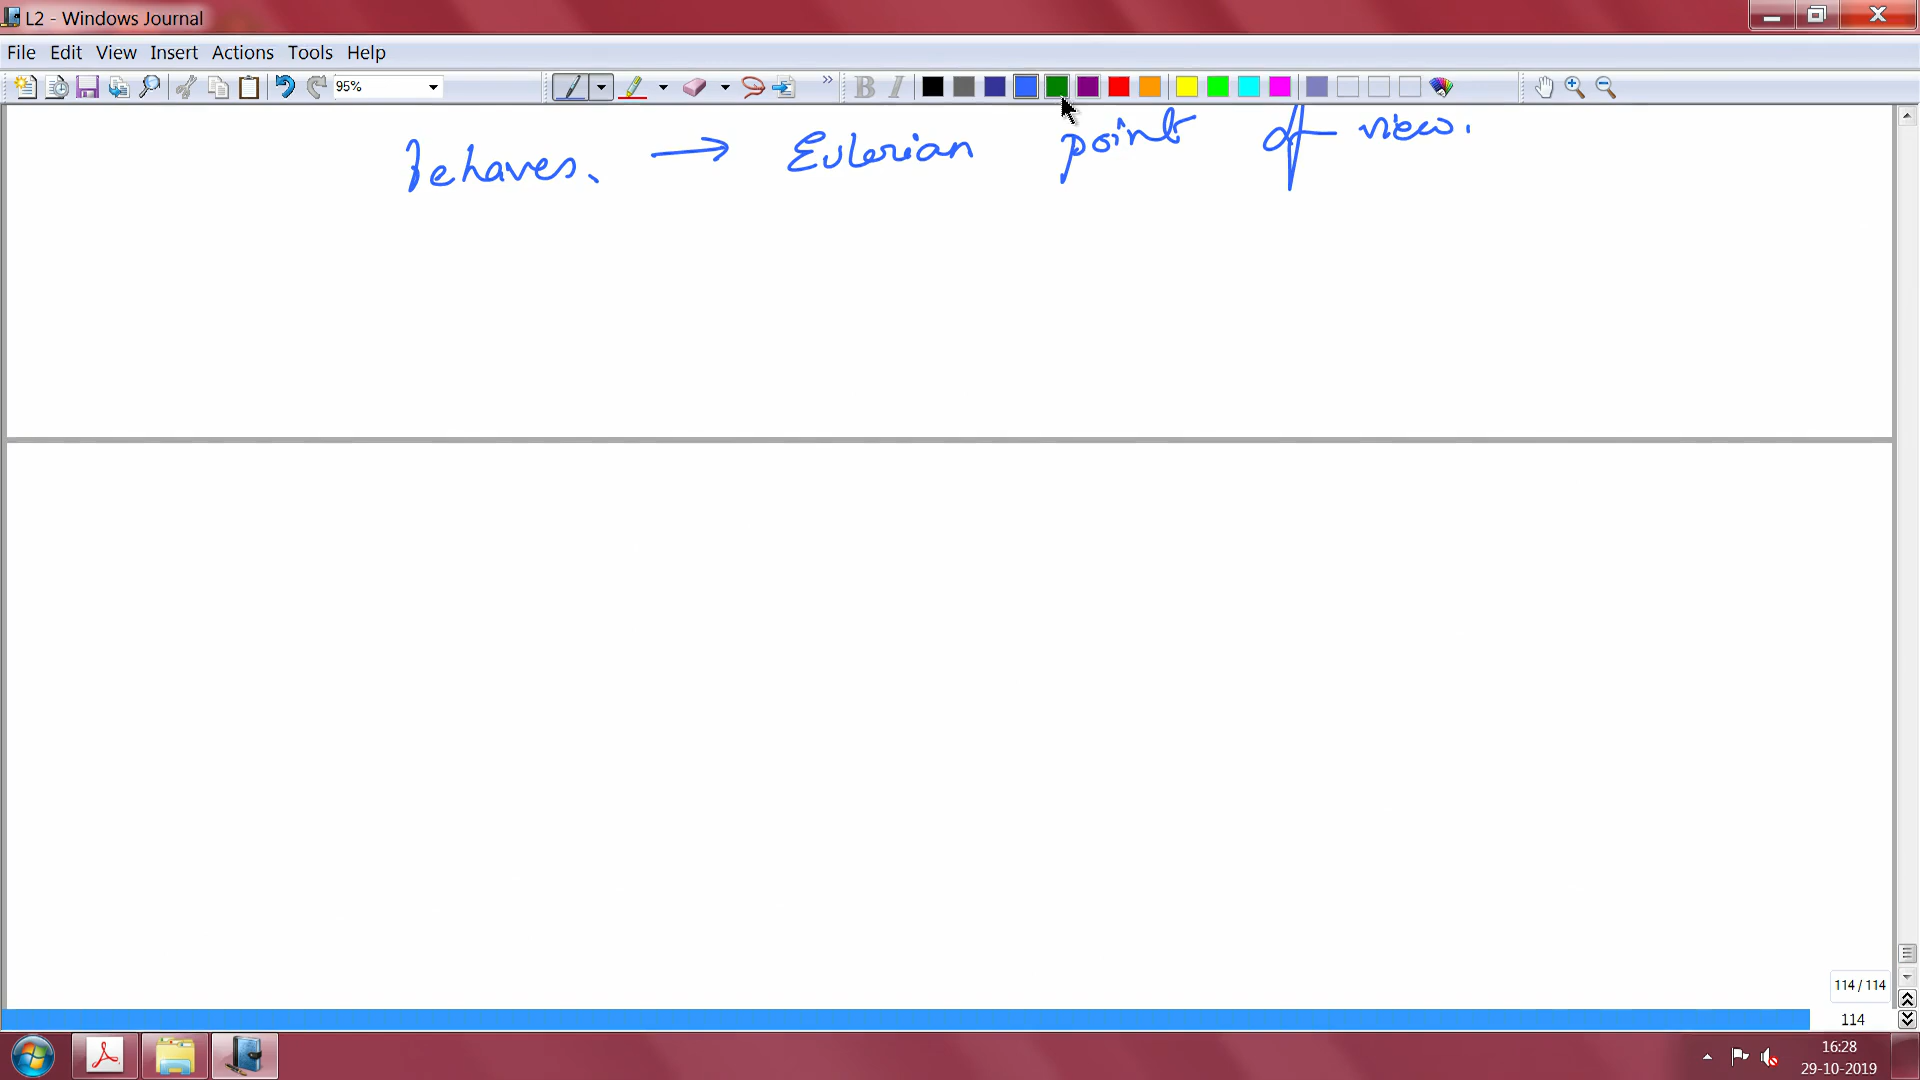 L2 - Windows Journal
File Edit View Insert Actions Tools Help
95% B I
behaves. → Eulerian point of view.
114 / 114
114
16:28
29-10-2019